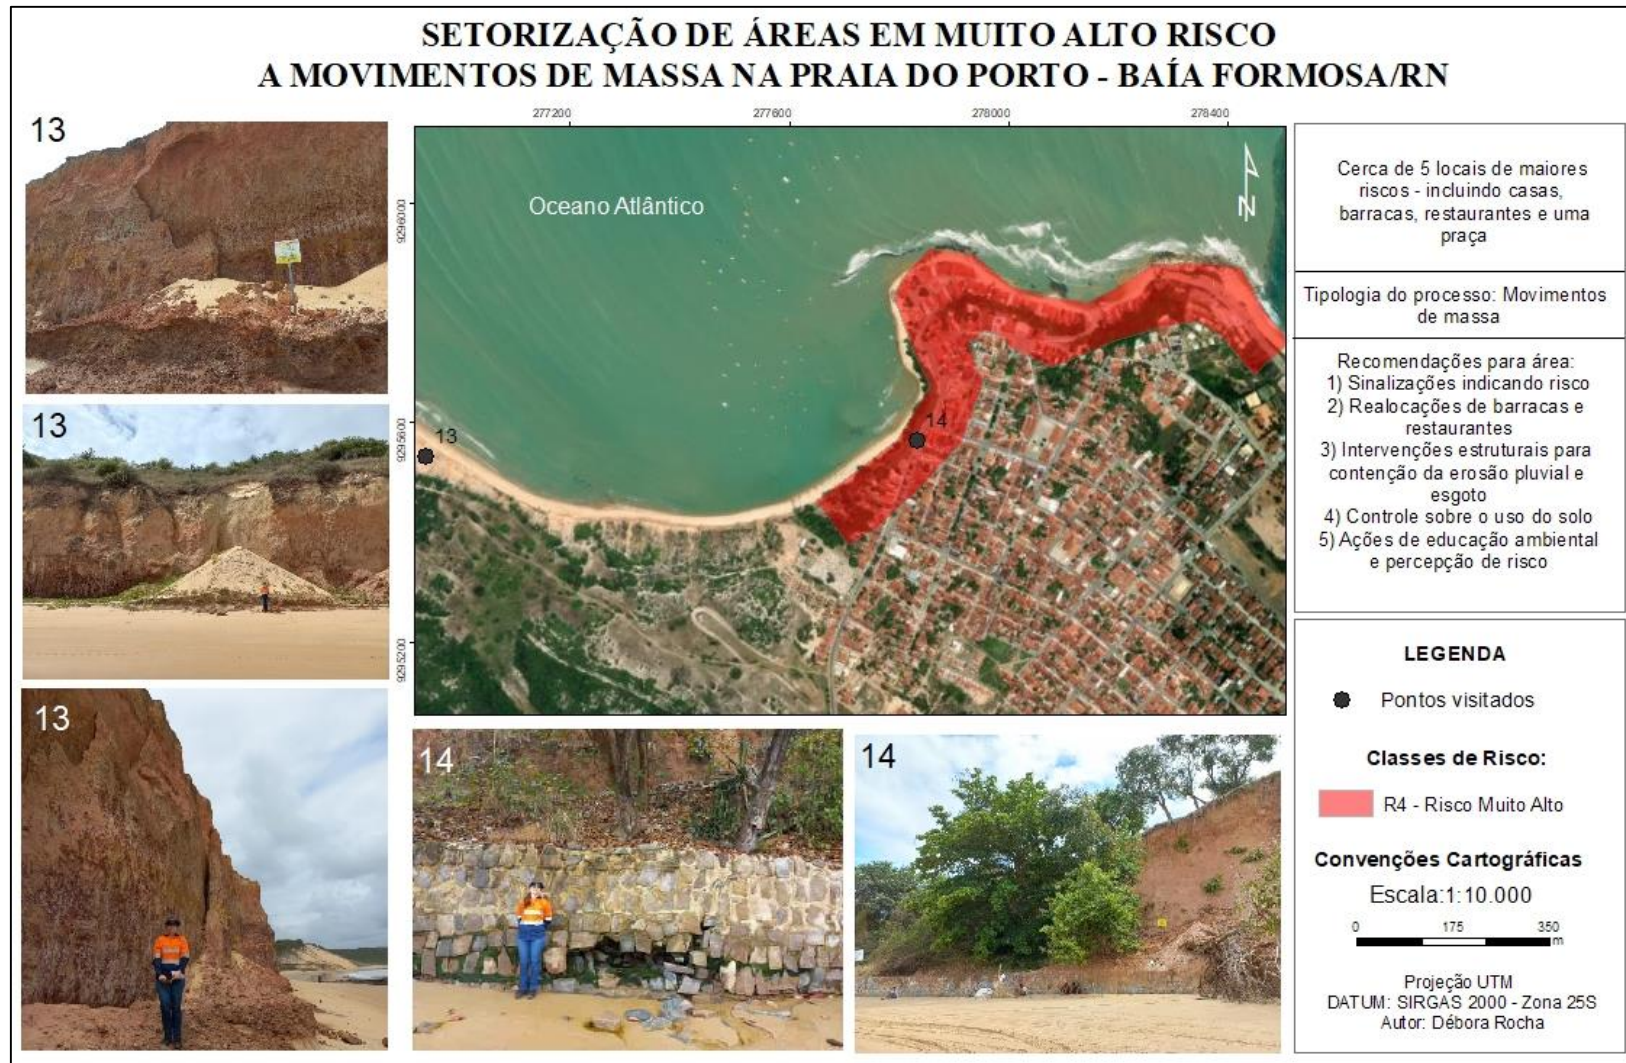 SETORIZAÇÃO DE ÁREAS EM MUITO ALTO RISCO
A MOVIMENTOS DE MASSA NA PRAIA DO PORTO - BAÍA FORMOSA/RN
13
13
13
277200
277600
278000
278400
9296000
9295600
9295200
Oceano Atlântico
N
13
14
14
14
Cerca de 5 locais de maiores
riscos - incluindo casas,
barracas, restaurantes e uma
praça
Tipologia do processo: Movimentos
de massa
Recomendações para área:
1) Sinalizações indicando risco
2) Realocações de barracas e
restaurantes
3) Intervenções estruturais para
contenção da erosão pluvial e
esgoto
4) Controle sobre o uso do solo
5) Ações de educação ambiental
e percepção de risco
LEGENDA
Pontos visitados
Classes de Risco:
R4 - Risco Muito Alto
Convenções Cartográficas
Escala:1:10.000
0 175 350
m
Projeção UTM
DATUM: SIRGAS 2000 - Zona 25S
Autor: Débora Rocha